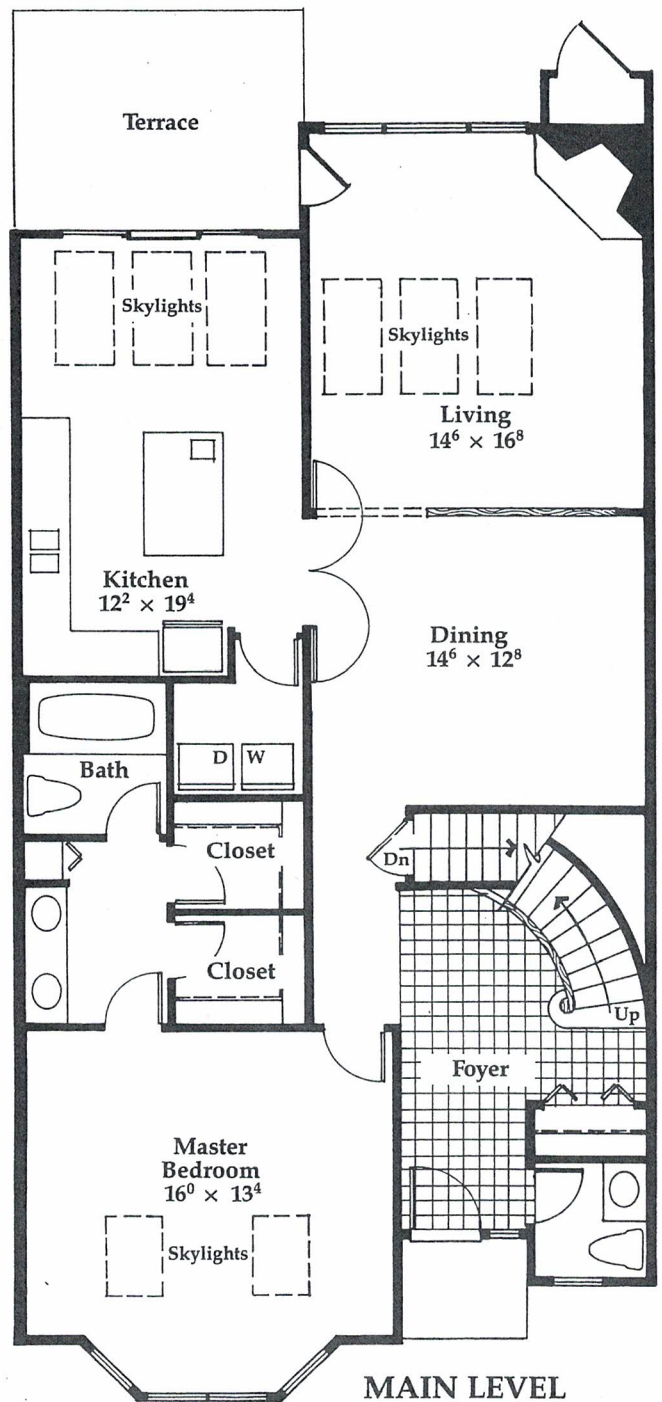 Terrace
Skylights
Skylights
Living
14⁶ × 16⁸
Kitchen
12² × 19⁴
Dining
14⁶ × 12⁸
D W
Bath
Closet
Dn
Closet
Up
Foyer
Master
Bedroom
16⁰ × 13⁴
Skylights
MAIN LEVEL